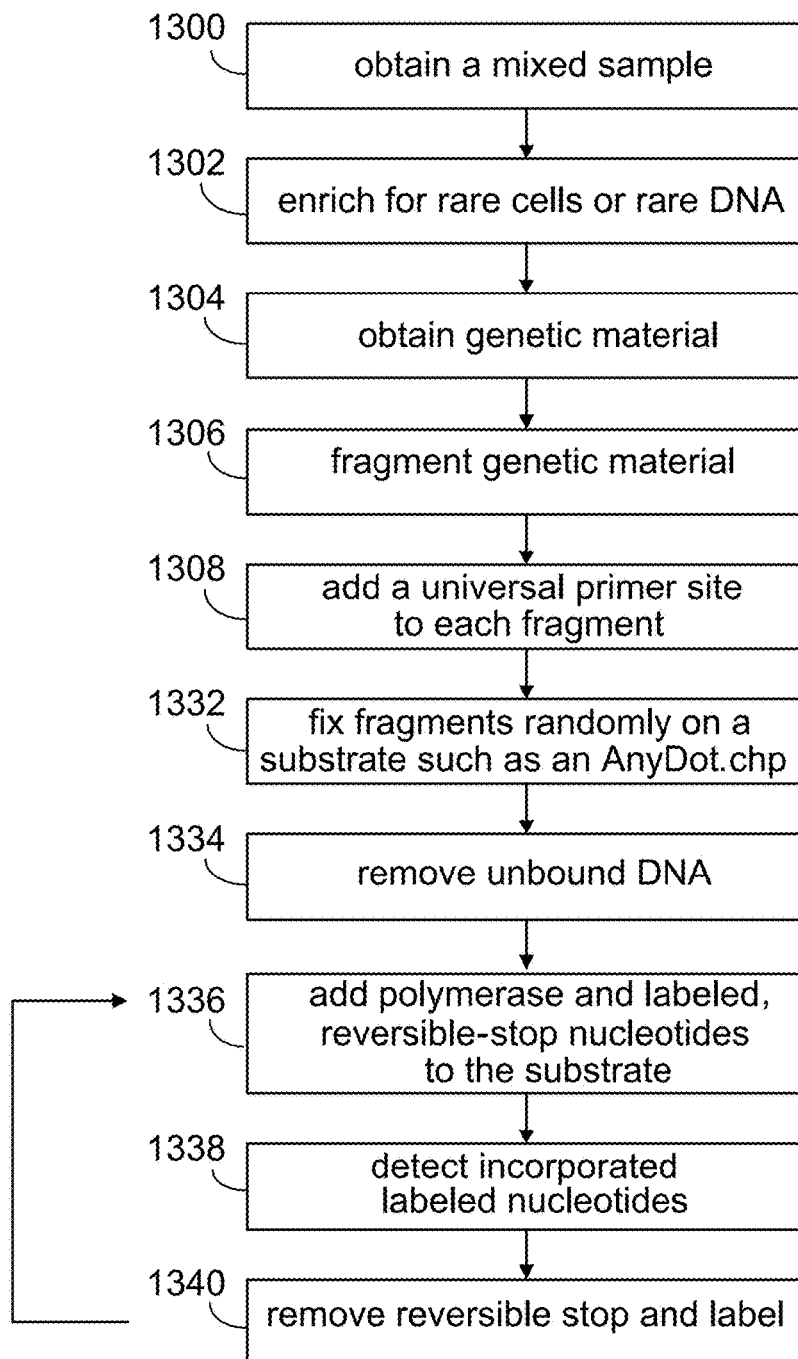 1300
obtain a mixed sample
1302
enrich for rare cells or rare DNA
1304
obtain genetic material
1306
fragment genetic material
1308
add a universal primer site
to each fragment
1332
fix fragments randomly on a
substrate such as an AnyDot.chp
1334
remove unbound DNA
1336
add polymerase and labeled,
reversible-stop nucleotides
to the substrate
1338
detect incorporated
labeled nucleotides
1340
remove reversible stop and label